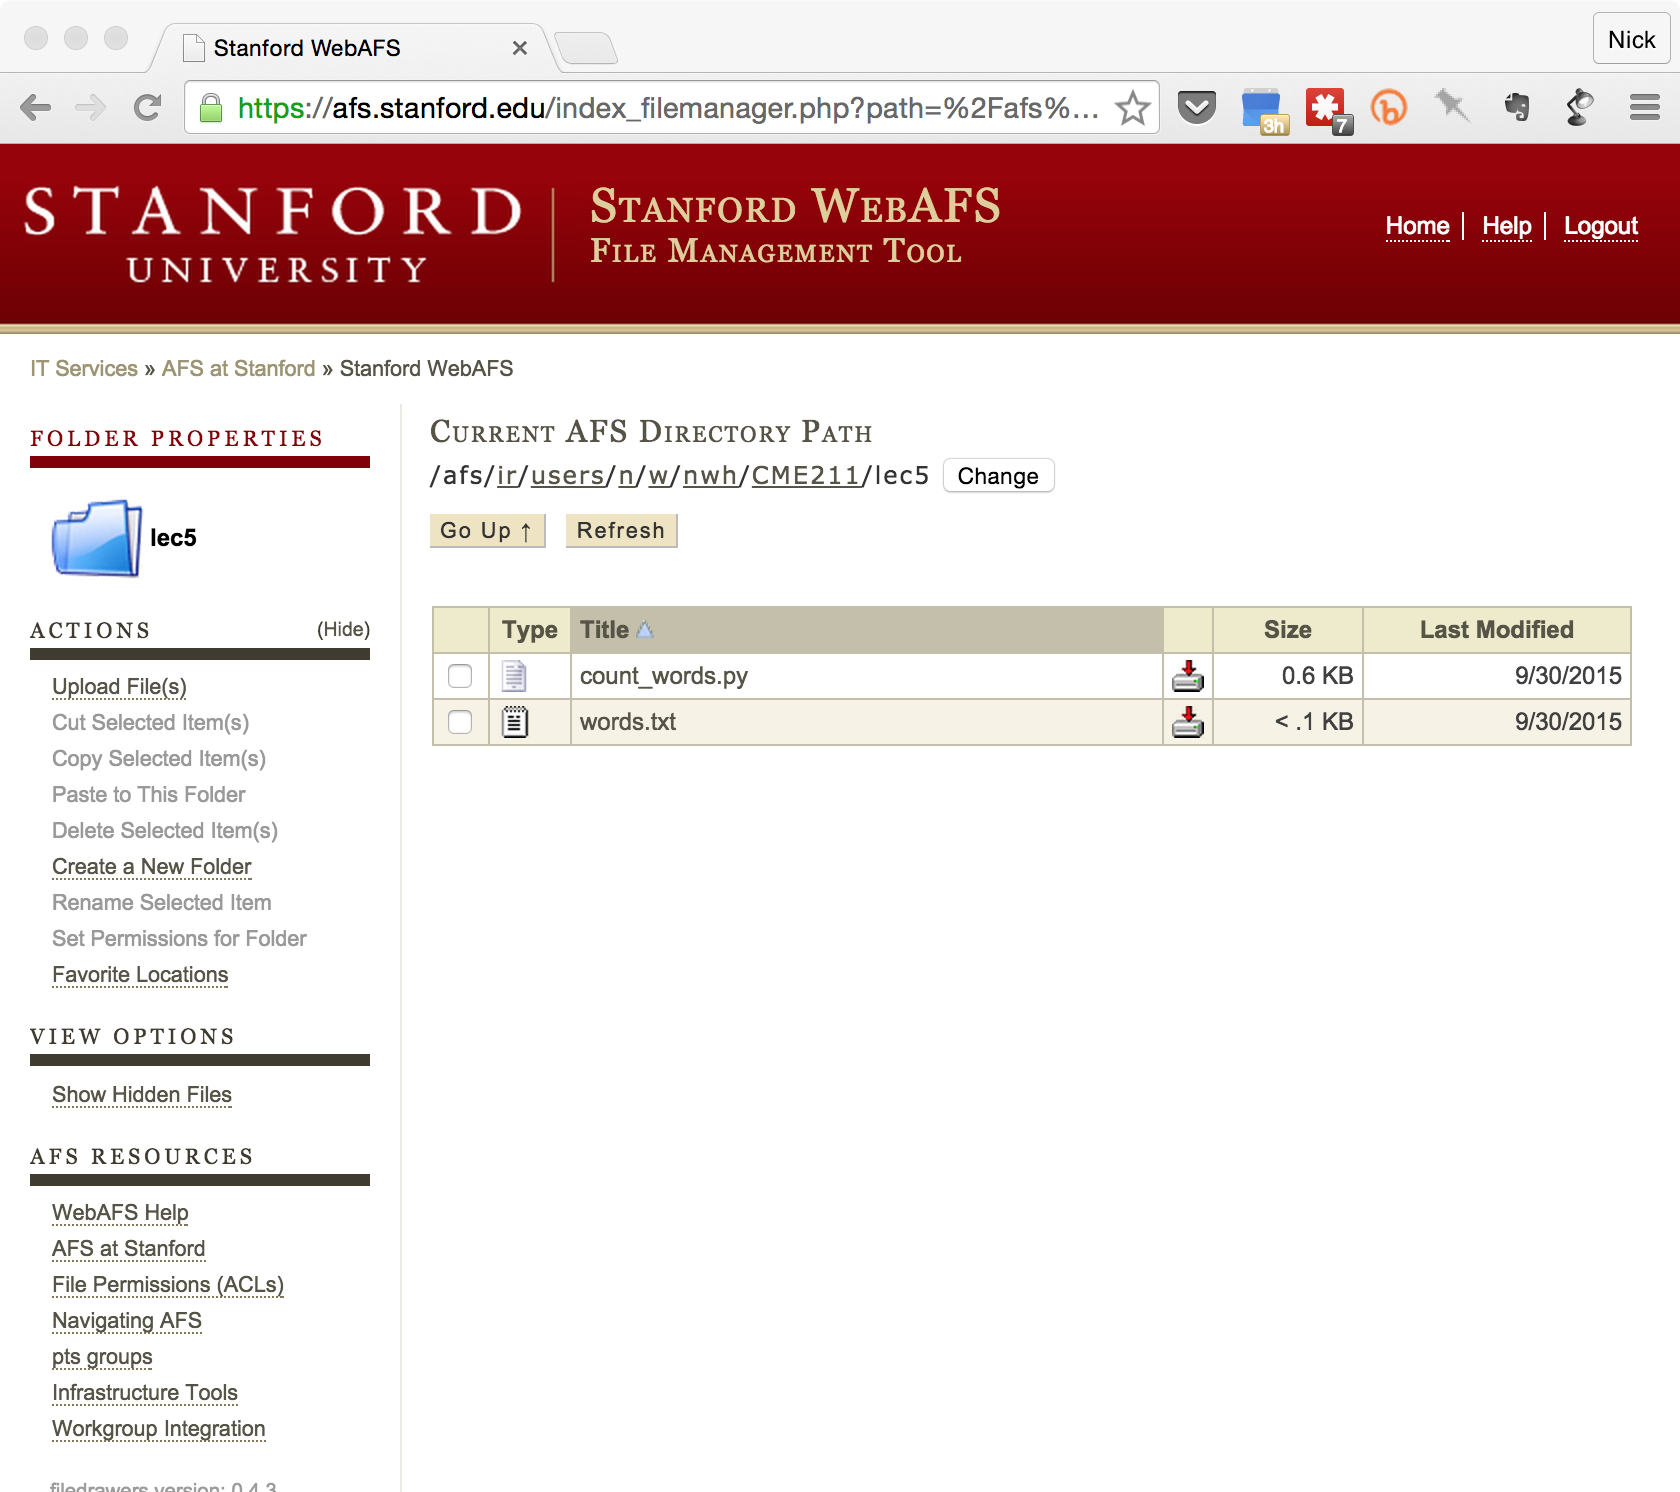 Stanford WebAFS
Nick
https://afs.stanford.edu/index_filemanager.php?path=%2Fafs%...
3h
7
STANFORD
UNIVERSITY
STANFORD WEBAFS
FILE MANAGEMENT TOOL
Home | Help | Logout
IT Services » AFS at Stanford » Stanford WebAFS
FOLDER PROPERTIES
lec5
ACTIONS (Hide)
Upload File(s)
Cut Selected Item(s)
Copy Selected Item(s)
Paste to This Folder
Delete Selected Item(s)
Create a New Folder
Rename Selected Item
Set Permissions for Folder
Favorite Locations
VIEW OPTIONS
Show Hidden Files
AFS RESOURCES
WebAFS Help
AFS at Stanford
File Permissions (ACLs)
Navigating AFS
pts groups
Infrastructure Tools
Workgroup Integration
filedrawers version: 0.4.3
CURRENT AFS DIRECTORY PATH
/afs/ir/users/n/w/nwh/CME211/lec5 Change
Go Up ↑ Refresh
Type Title Size Last Modified
count_words.py 0.6 KB 9/30/2015
words.txt < .1 KB 9/30/2015